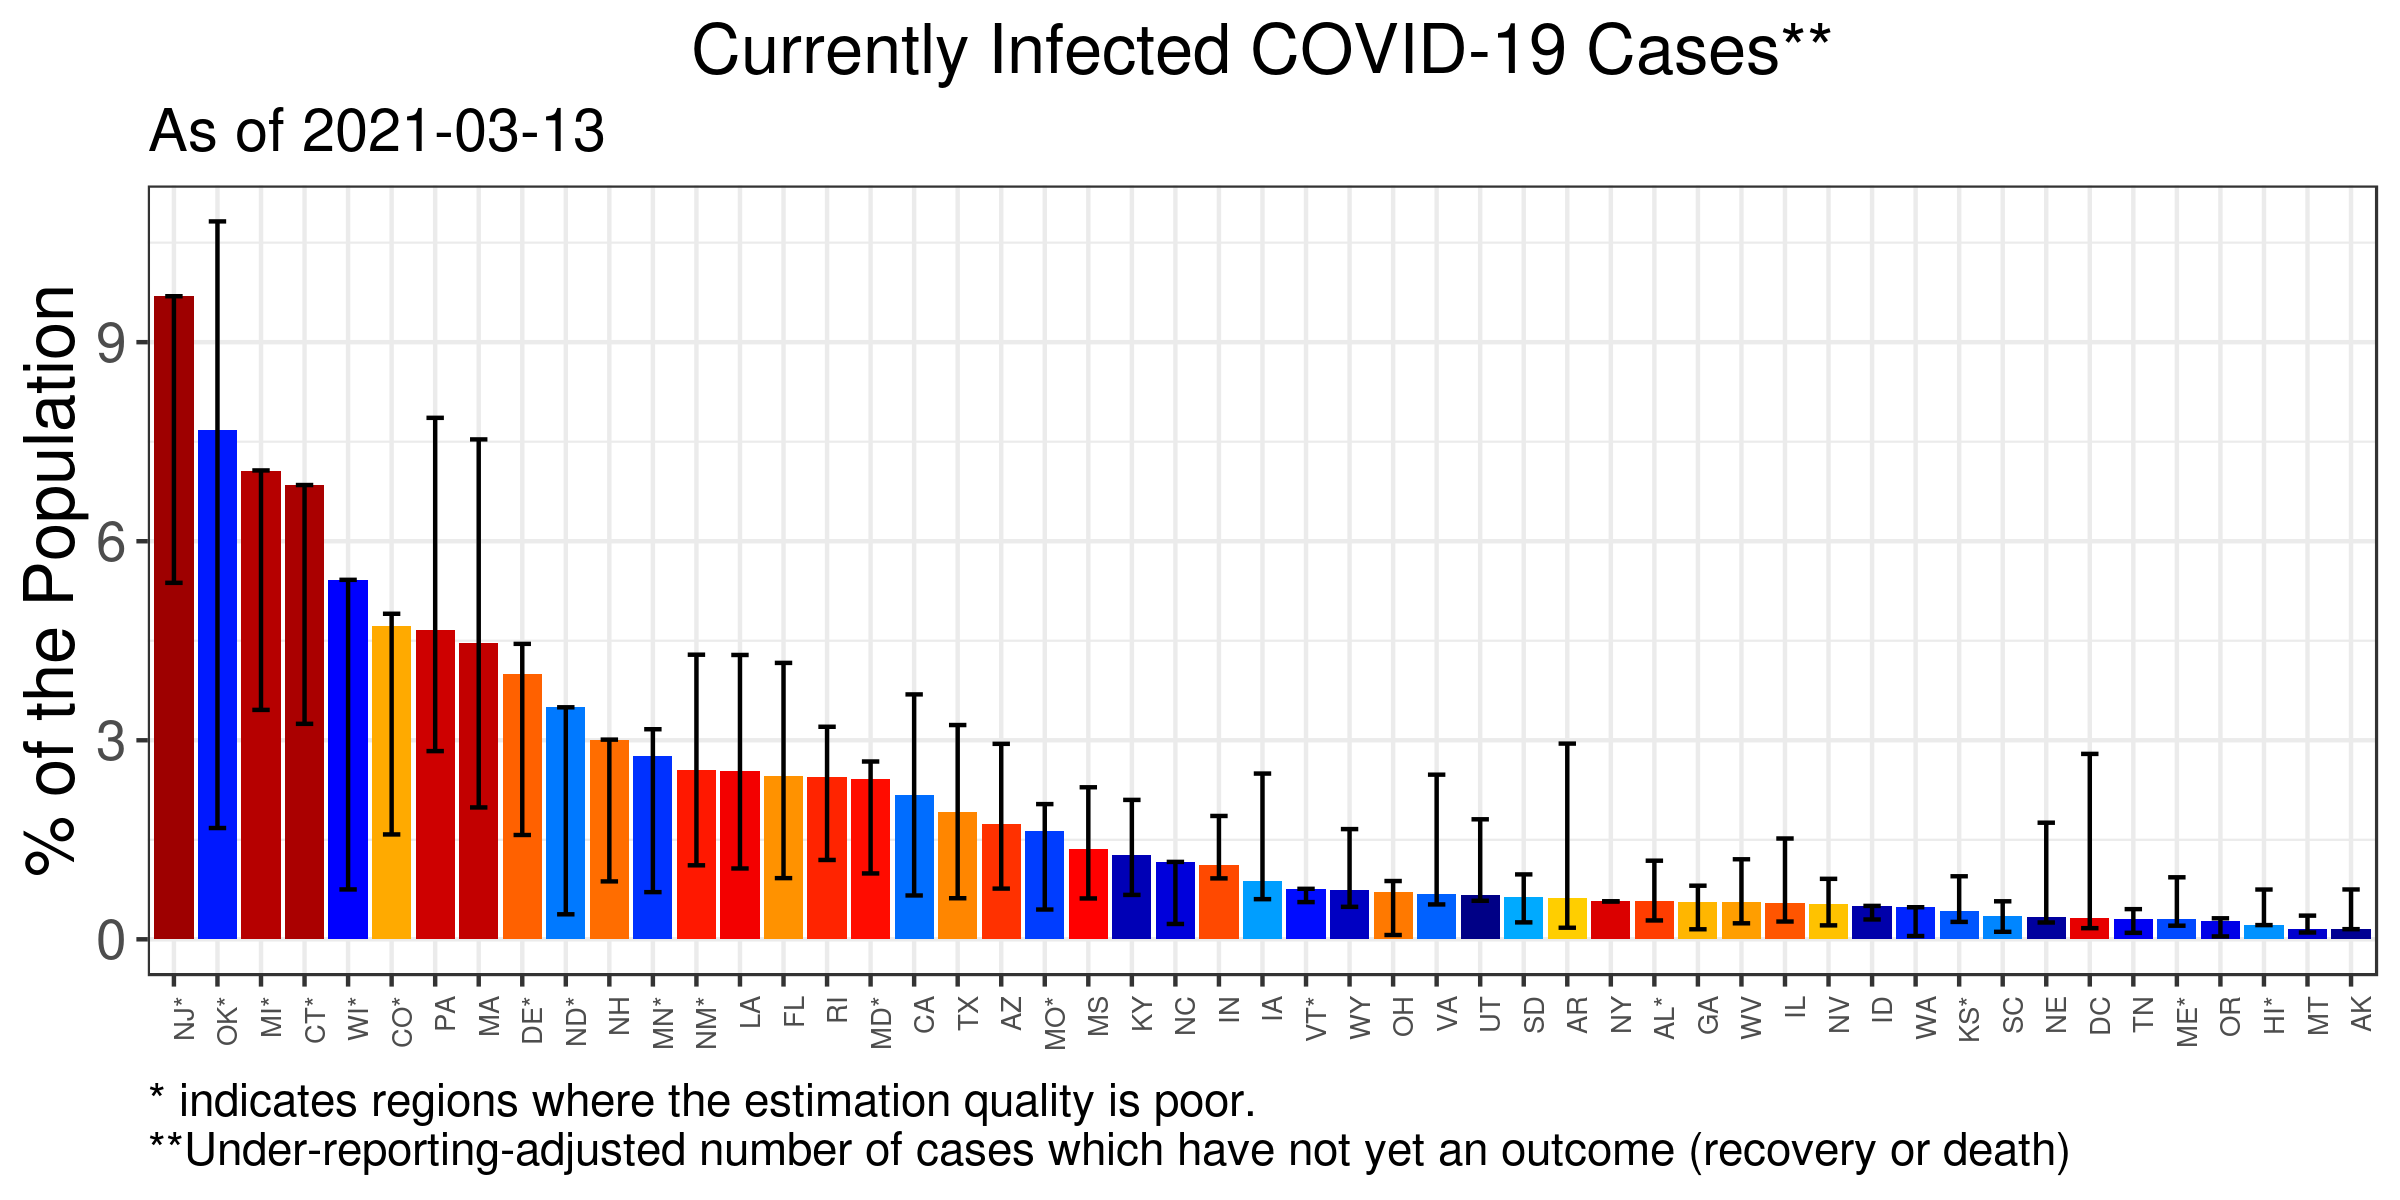 Currently Infected COVID-19 Cases**
As of 2021-03-13
% of the Population
9
6
3
0
NJ* OK* MI* CT* WI* CO* PA MA DE* ND* NH MN* NM* LA FL RI MD* CA TX AZ MO* MS KY NC IN IA VT* WY OH VA UT SD AR NY AL* GA WV IL NV ID WA KS* SC NE DC TN ME* OR HI* MT AK
* indicates regions where the estimation quality is poor.
**Under-reporting-adjusted number of cases which have not yet an outcome (recovery or death)